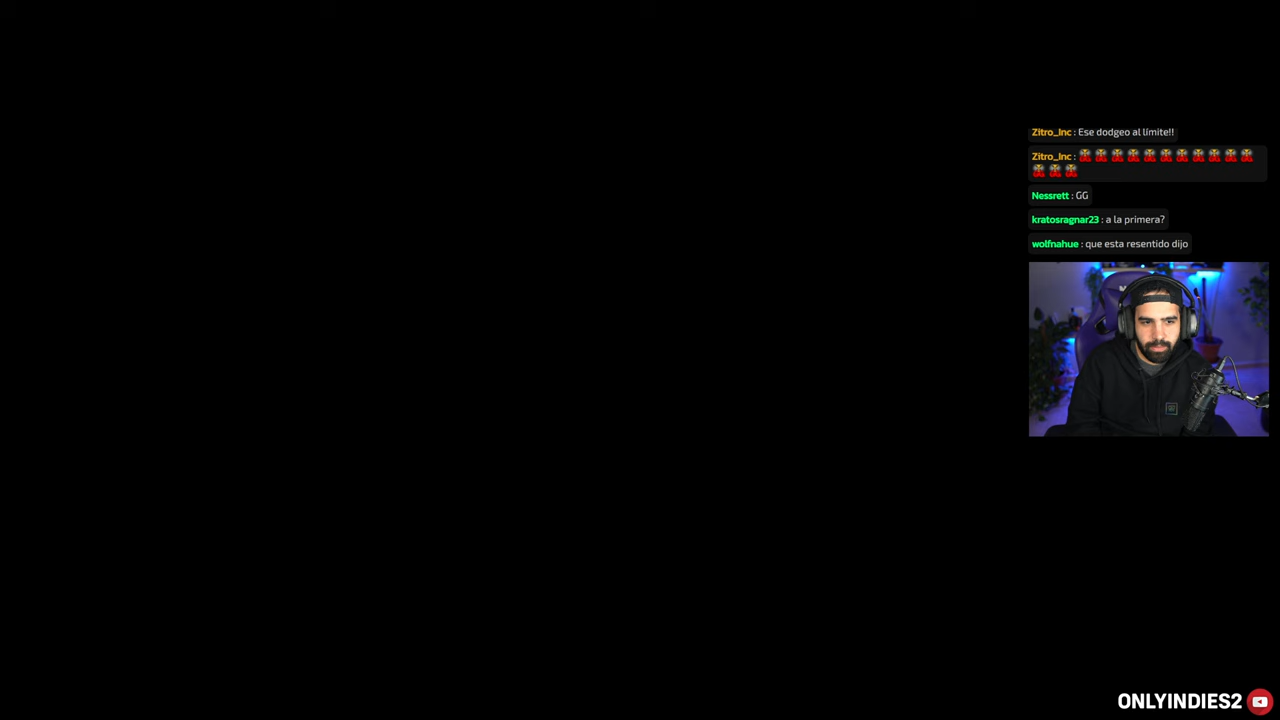 Zitro_Inc : Ese dodgeo al límite!!
Zitro_Inc :
Nessrett : GG
kratosragnar23 : a la primera?
wolfnahue : que esta resentido dijo
ONLYINDIES2